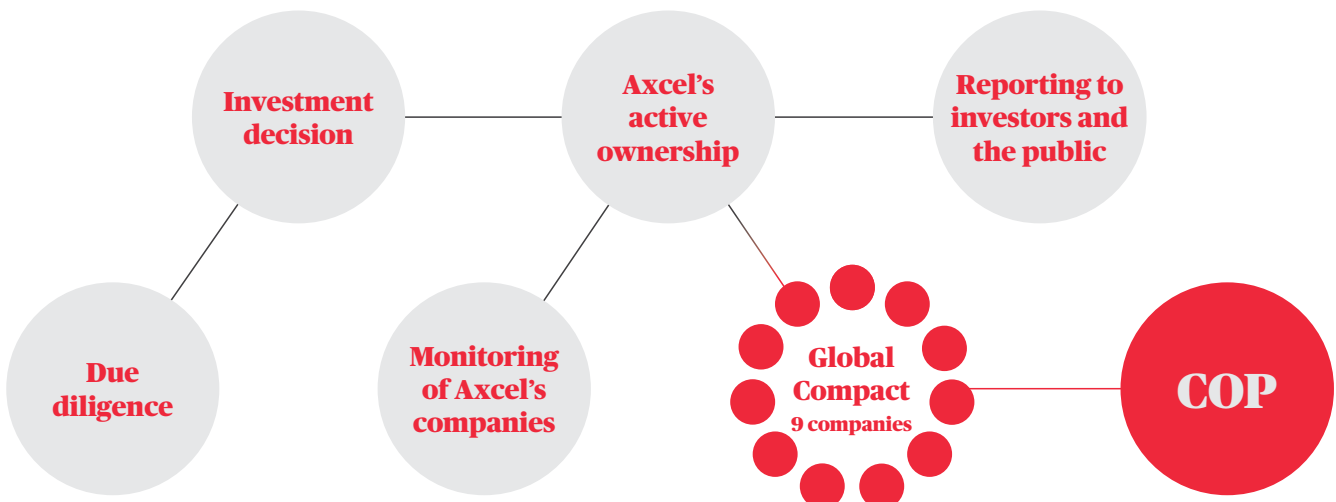 Investment
decision
Axcel's
active
ownership
Reporting to
investors and
the public
Due
diligence
Monitoring
of Axcel's
companies
Global
Compact
9 companies
COP